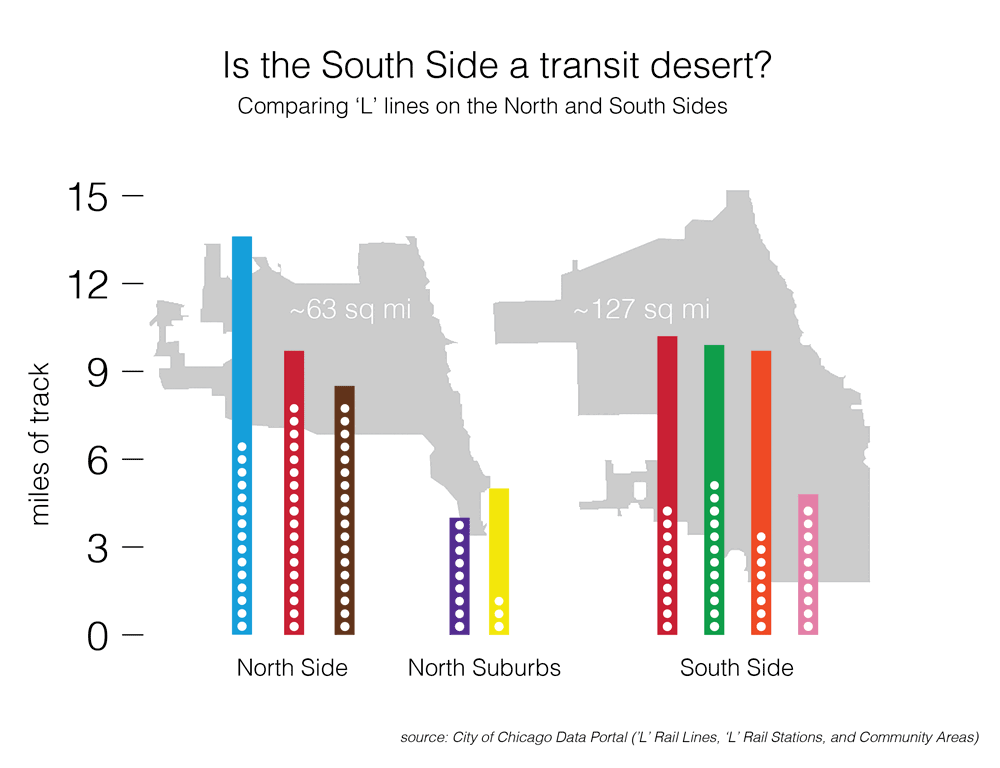 Is the South Side a transit desert?
Comparing ‘L’ lines on the North and South Sides
15
12
9
6
3
0
miles of track
~63 sq mi
~127 sq mi
North Side
North Suburbs
South Side
source: City of Chicago Data Portal (’L’ Rail Lines, ‘L’ Rail Stations, and Community Areas)